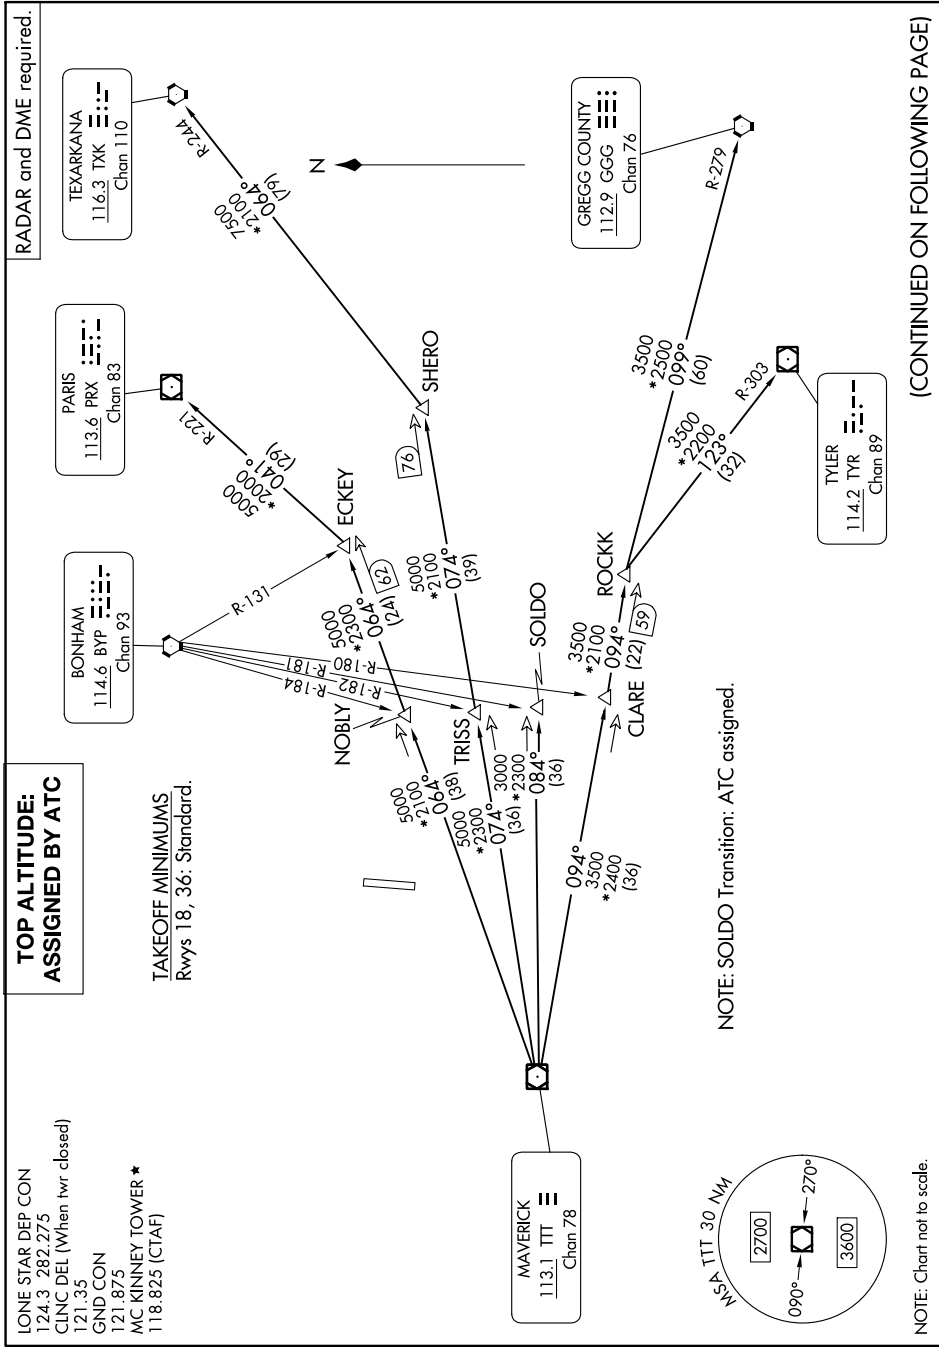 LONE STAR DEP CON
124.3 282.275
CLNC DEL (When twr closed)
121.35
GND CON
121.875
MC KINNEY TOWER ★
118.825 (CTAF)
TOP ALTITUDE:
ASSIGNED BY ATC
RADAR and DME required.
TAKEOFF MINIMUMS
Rwys 18, 36: Standard.
BONHAM
114.6 BYP
Chan 93
PARIS
113.6 PRX
Chan 83
TEXARKANA
116.3 TXK
Chan 110
R-184
R-182
R-181
R-180
R-131
R-221
R-244
5000
*2000
041°
(29)
7500
*2100
064°
(79)
N
NOBLY
5000
*2100
064°
(38)
5000
*2300
064°
(24)
62
ECKEY
TRISS
5000
*2300
074°
(36)
5000
*2100
074°
(39)
76
SHERO
3000
*2300
084°
(36)
SOLDO
094°
3500
*2400
(36)
CLARE
3500
*2100
094°
(22)
59
ROCKK
3500
*2500
099°
(60)
R-279
3500
*2200
123°
(32)
R-303
GREGG COUNTY
112.9 GGG
Chan 76
TYLER
114.2 TYR
Chan 89
MAVERICK
113.1 TTT
Chan 78
NOTE: SOLDO Transition: ATC assigned.
MSA TTT 30 NM
2700
090°
270°
3600
NOTE: Chart not to scale.
(CONTINUED ON FOLLOWING PAGE)